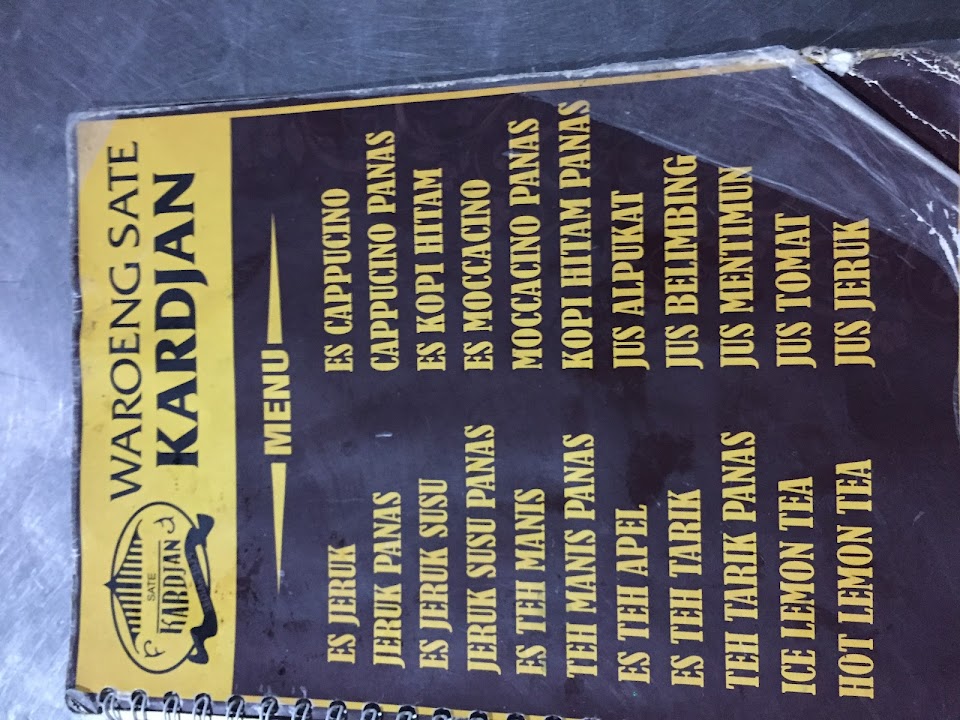 SATE
KARDJAN
WAROENG SATE
KARDJAN
MENU
ES JERUK
JERUK PANAS
ES JERUK SUSU
JERUK SUSU PANAS
ES TEH MANIS
TEH MANIS PANAS
ES TEH APEL
ES TEH TARIK
TEH TARIK PANAS
ICE LEMON TEA
HOT LEMON TEA
ES CAPPUCINO
CAPPUCINO PANAS
ES KOPI HITAM
ES MOCCACINO
MOCCACINO PANAS
KOPI HITAM PANAS
JUS ALPUKAT
JUS BELIMBING
JUS MENTIMUN
JUS TOMAT
JUS JERUK